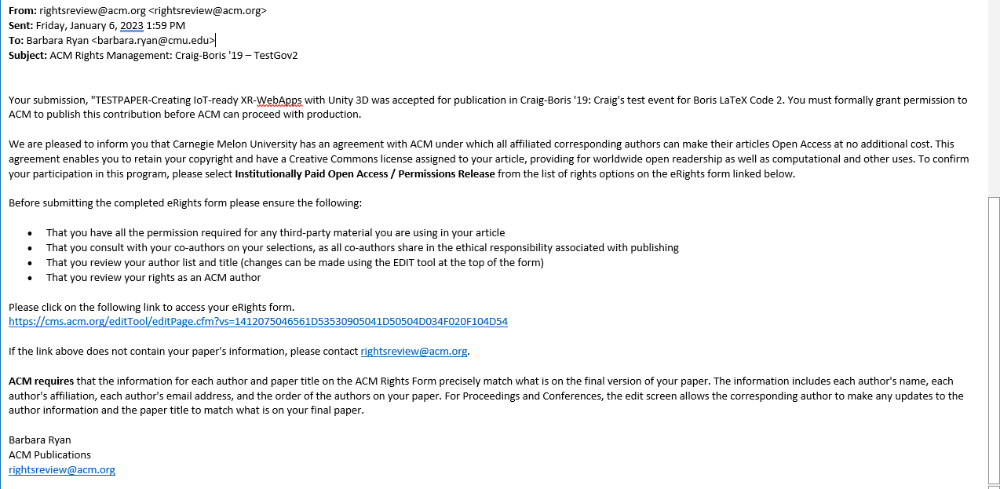 From: rightsreview@acm.org <rightsreview@acm.org>
Sent: Friday, January 6, 2023 1:59 PM
To: Barbara Ryan <barbara.ryan@cmu.edu>
Subject: ACM Rights Management: Craig-Boris '19 – TestGov2
Your submission, "TESTPAPER-Creating IoT-ready XR-WebApps with Unity 3D was accepted for publication in Craig-Boris '19: Craig's test event for Boris LaTeX Code 2. You must formally grant permission to
ACM to publish this contribution before ACM can proceed with production.
We are pleased to inform you that Carnegie Melon University has an agreement with ACM under which all affiliated corresponding authors can make their articles Open Access at no additional cost. This
agreement enables you to retain your copyright and have a Creative Commons license assigned to your article, providing for worldwide open readership as well as computational and other uses. To confirm
your participation in this program, please select Institutionally Paid Open Access / Permissions Release from the list of rights options on the eRights form linked below.
Before submitting the completed eRights form please ensure the following:
• That you have all the permission required for any third-party material you are using in your article
• That you consult with your co-authors on your selections, as all co-authors share in the ethical responsibility associated with publishing
• That you review your author list and title (changes can be made using the EDIT tool at the top of the form)
• That you review your rights as an ACM author
Please click on the following link to access your eRights form.
https://cms.acm.org/editTool/editPage.cfm?vs=1412075046561D53530905041D50504D034F020F104D54
If the link above does not contain your paper's information, please contact rightsreview@acm.org.
ACM requires that the information for each author and paper title on the ACM Rights Form precisely match what is on the final version of your paper. The information includes each author's name, each
author's affiliation, each author's email address, and the order of the authors on your paper. For Proceedings and Conferences, the edit screen allows the corresponding author to make any updates to the
author information and the paper title to match what is on your final paper.
Barbara Ryan
ACM Publications
rightsreview@acm.org